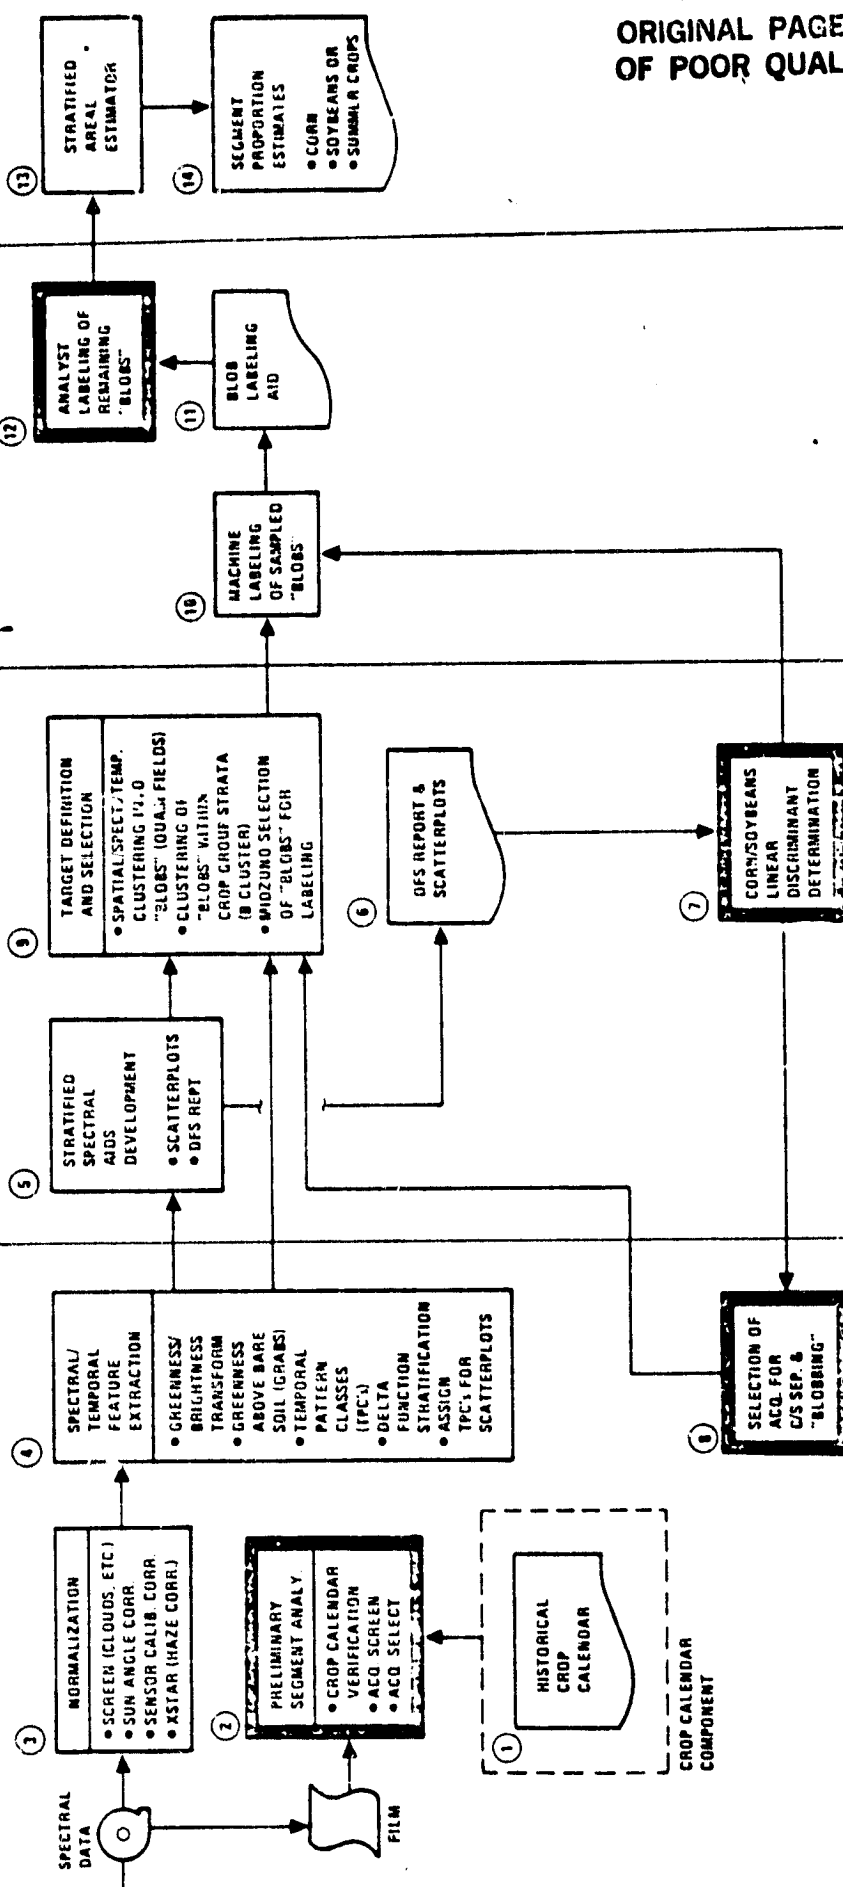 ORIGINAL PAGE
OF POOR QUAL
SPECTRAL
DATA
FILM
1
HISTORICAL
CROP
CALENDAR
CROP CALENDAR
COMPONENT
2
PRELIMINARY
SEGMENT ANALY.
• CROP CALENDAR
VERIFICATION
• ACQ SCREEN
• ACQ SELECT
3
NORMALIZATION
• SCREEN (CLOUDS, ETC)
• SUN ANGLE CORR.
• SENSOR CALIB. CORR.
• XSTAR (HAZE CORR.)
4
SPECTRAL/
TEMPORAL
FEATURE
EXTRACTION
• GREENNESS/
BRIGHTNESS
TRANSFORM
• GREENNESS
ABOVE BARE
SOIL (GRABS)
• TEMPORAL
PATTERN
CLASSES
(TPC's)
• DELTA
FUNCTION
STRATIFICATION
• ASSIGN
TPC's FOR
SCATTERPLOTS
5
STRATIFIED
SPECTRAL
AIDS
DEVELOPMENT
• SCATTERPLOTS
• DFS REPT
6
DFS REPORT &
SCATTERPLOTS
7
CORN/SOYBEANS
LINEAR
DISCRIMINANT
DETERMINATION
8
SELECTION OF
ACQ. FOR
C/S SEP. &
"BLOBBING"
9
TARGET DEFINITION
AND SELECTION
• SPATIAL/SPECT./TEMP.
CLUSTERING INTO
"BLOBS" (QUASI FIELDS)
• CLUSTERING OF
"BLOBS" WITHIN
CROP GROUP STRATA
(B CLUSTER)
• MIDZUNO SELECTION
OF "BLOBS" FOR
LABELING
10
MACHINE
LABELING
OF SAMPLED
"BLOBS"
11
BLOB
LABELING
AID
12
ANALYST
LABELING OF
REMAINING
"BLOBS"
13
STRATIFIED
AREAL
ESTIMATOR
14
SEGMENT
PROPORTION
ESTIMATES
• CORN
• SOYBEANS OR
• SUMMER CROPS